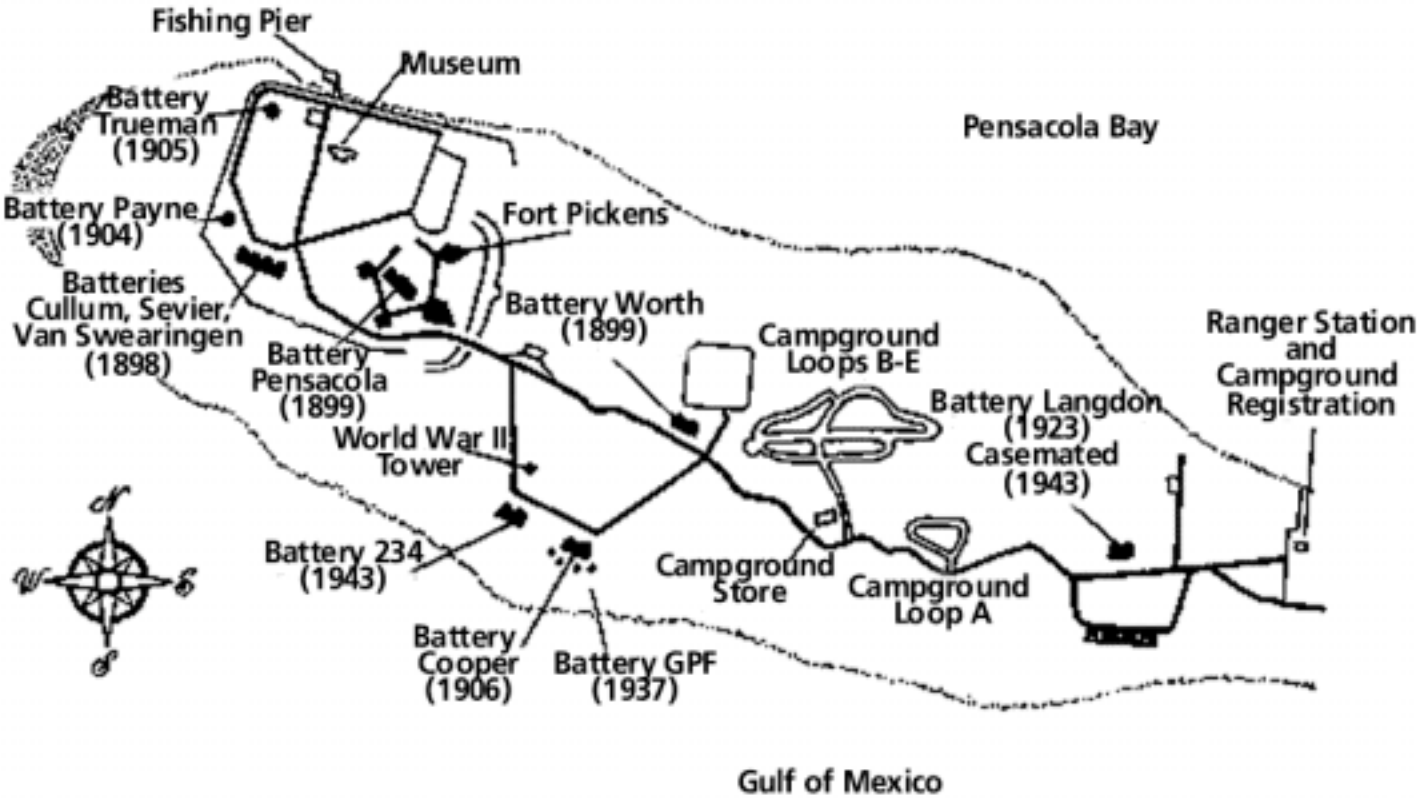 Fishing Pier
Museum
Battery
Trueman
(1905)
Pensacola Bay
Battery Payne
(1904)
Fort Pickens
Batteries
Cullum, Sevier,
Van Swearingen
(1898)
Battery
Pensacola
(1899)
Battery Worth
(1899)
Campground
Loops B-E
Ranger Station
and
Campground
Registration
Battery Langdon
(1923)
Casemated
(1943)
World War II
Tower
N
W
E
S
Battery 234
(1943)
Campground
Store
Campground
Loop A
Battery
Cooper
(1906)
Battery GPF
(1937)
Gulf of Mexico